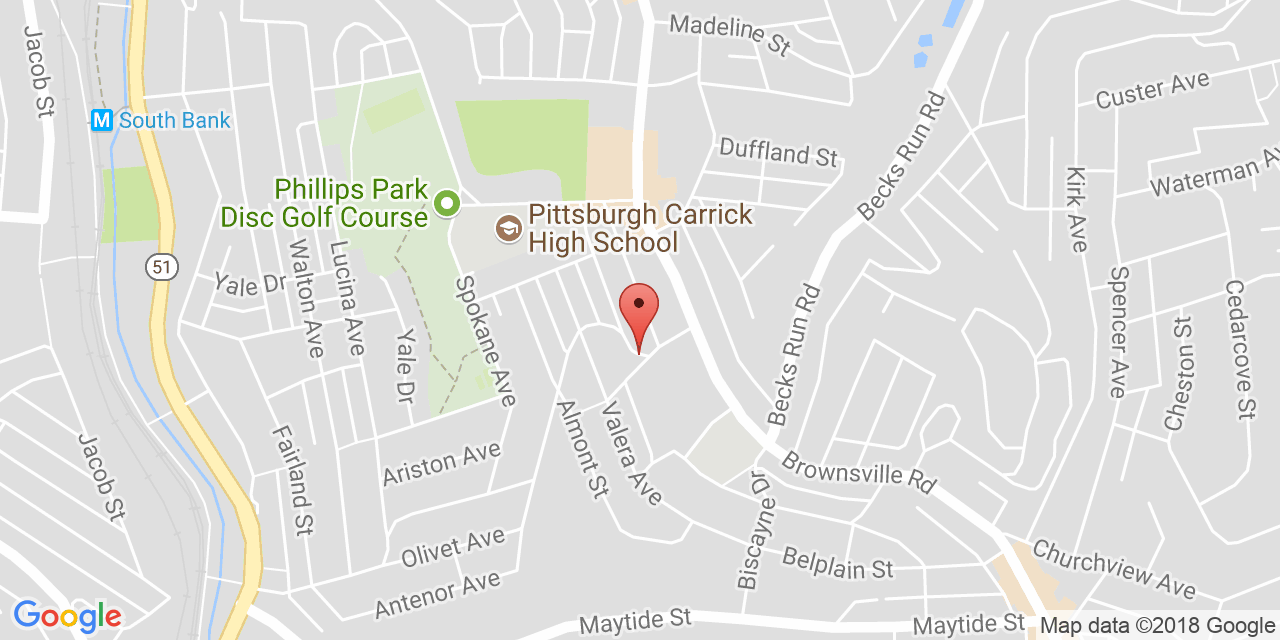 Madeline St
Jacob St
Custer Ave
M South Bank
Becks Run Rd
Duffland St
Waterman Av
Kirk Ave
Phillips Park
Disc Golf Course
Pittsburgh Carrick
High School
51
Yale Dr
Walton Ave
Lucina Ave
Spokane Ave
Yale Dr
Becks Run Rd
Spencer Ave
Chestont St
Cedarcove St
Jacob St
Fairland St
Ariston Ave
Almont St
Valera Ave
Brownsville Rd
Biscayne Dr
Olivet Ave
Belplain St
Churchview Ave
Antenor Ave
Maytide St
Maytide St
Google
Map data ©2018 Google